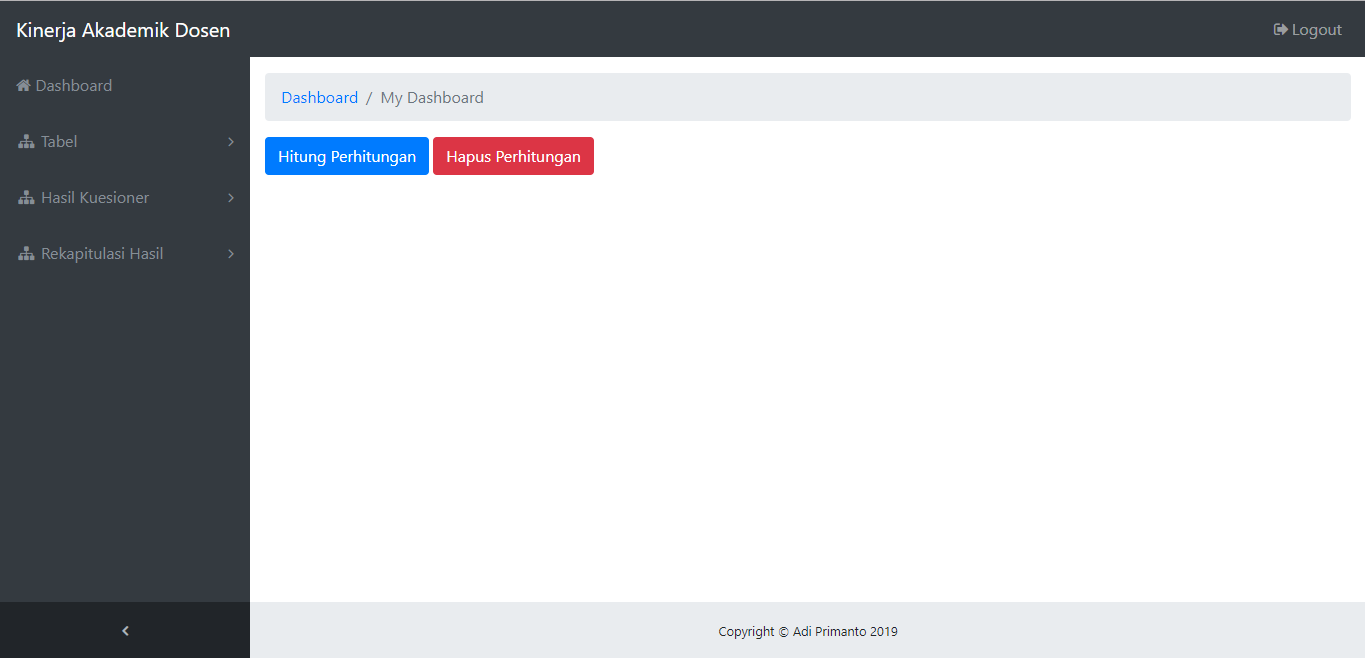 Kinerja Akademik Dosen
Logout
Dashboard
Tabel
Hasil Kuesioner
Rekapitulasi Hasil
Dashboard / My Dashboard
Hitung Perhitungan
Hapus Perhitungan
Copyright © Adi Primanto 2019